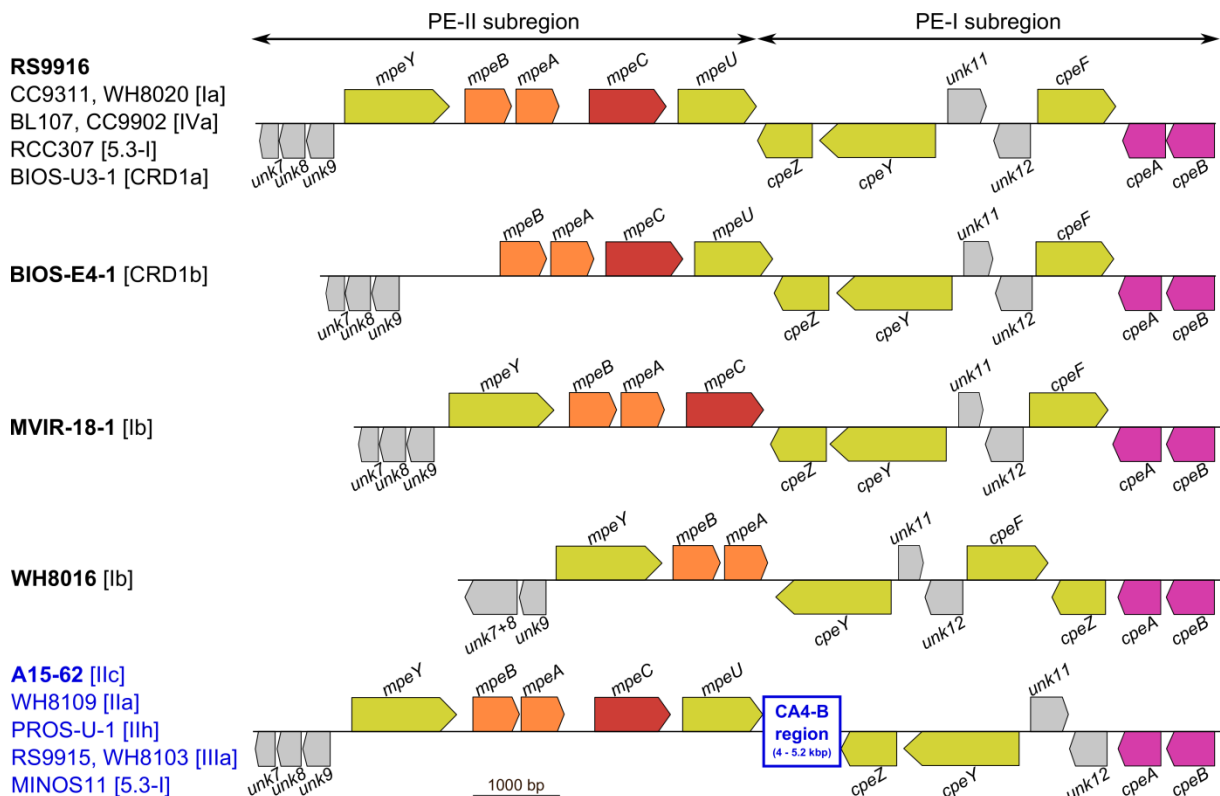 PE-II subregion PE-I subregion
RS9916
CC9311, WH8020 [Ia]
BL107, CC9902 [IVa]
RCC307 [5.3-I]
BIOS-U3-1 [CRD1a]
mpeY mpeB mpeA mpeC mpeU unk11 cpeF
unk7 unk8 unk9 cpeZ cpeY unk12 cpeA cpeB
BIOS-E4-1 [CRD1b]
mpeB mpeA mpeC mpeU unk11 cpeF
unk7 unk8 unk9 cpeZ cpeY unk12 cpeA cpeB
MVIR-18-1 [Ib]
mpeY mpeB mpeA mpeC unk11 cpeF
unk7 unk8 unk9 cpeZ cpeY unk12 cpeA cpeB
WH8016 [Ib]
mpeY mpeB mpeA unk11 cpeF
unk7+8 unk9 cpeY unk12 cpeZ cpeA cpeB
A15-62 [IIc]
WH8109 [IIa]
PROS-U-1 [IIh]
RS9915, WH8103 [IIIa]
MINOS11 [5.3-I]
mpeY mpeB mpeA mpeC mpeU unk11
CA4-B
region
(4 - 5.2 kbp)
unk7 unk8 unk9 cpeZ cpeY unk12 cpeA cpeB
1000 bp